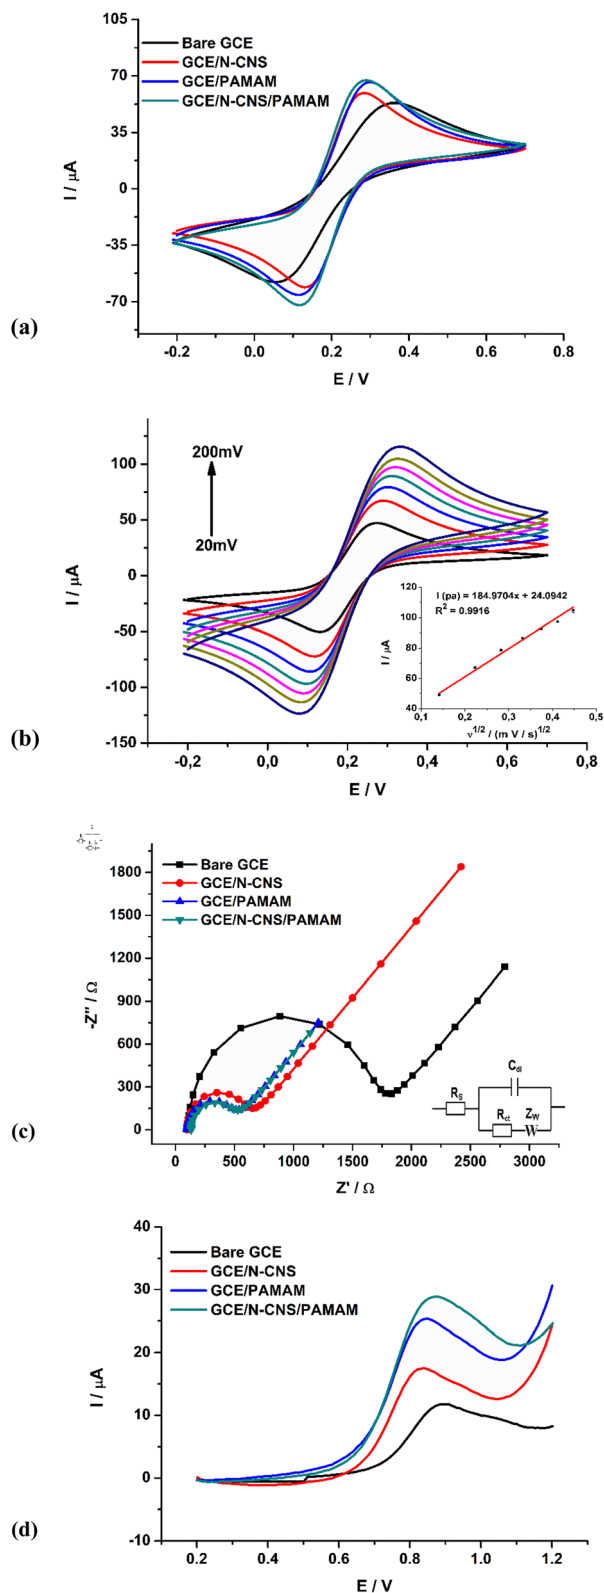 105
Bare GCE
GCE/N-CNS
GCE/PAMAM
GCE/N-CNS/PAMAM
70
35
0
-35
-70
I / μA
-0.2 0.0 0.2 0.4 0.6 0.8
E / V
(a)
200mV
20mV
100
50
0
-50
-100
-150
I / μA
I (pa) = 184.9704x + 24.0942
R² = 0.9916
100
80
60
40
I / μA
0,1 0,2 0,3 0,4 0,5
ν^1/2 / (mV / s)^1/2
-0,2 0,0 0,2 0,4 0,6 0,8
E / V
(b)
1800
1500
1200
900
600
300
0
-Z'' / Ω
Bare GCE
GCE/N-CNS
GCE/PAMAM
GCE/N-CNS/PAMAM
Cdl
RS
Rct
ZW
W
0 500 1000 1500 2000 2500 3000
Z' / Ω
(c)
40
30
20
10
0
-10
I / μA
Bare GCE
GCE/N-CNS
GCE/PAMAM
GCE/N-CNS/PAMAM
0.2 0.4 0.6 0.8 1.0 1.2
E / V
(d)